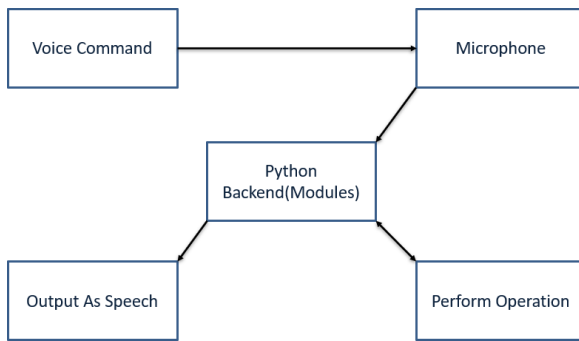 Voice Command
Microphone
Python
Backend(Modules)
Output As Speech
Perform Operation